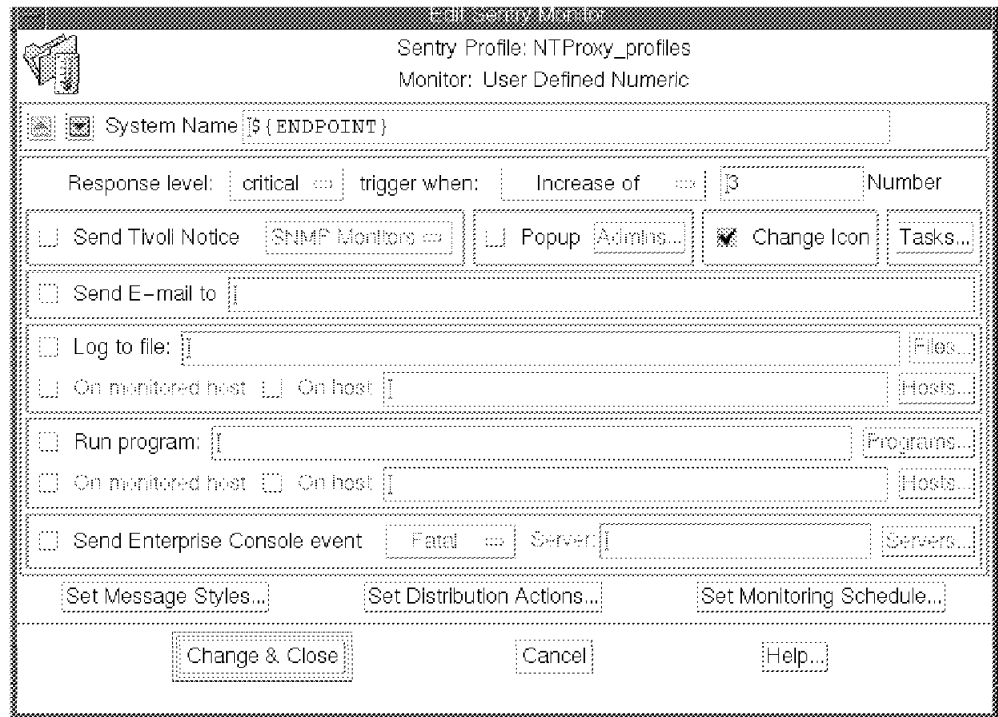 Edit Sentry Monitor
Sentry Profile: NTProxy_profiles
Monitor: User Defined Numeric
System Name ${ENDPOINT}
Response level: critical trigger when: Increase of 3 Number
Send Tivoli Notice SNMP Monitors Popup Admins... Change Icon Tasks...
Send E-mail to
Log to file: Files...
On monitored host On host Hosts...
Run program: Programs...
On monitored host On host Hosts...
Send Enterprise Console event Fatal Server: Servers...
Set Message Styles... Set Distribution Actions... Set Monitoring Schedule...
Change & Close Cancel Help...